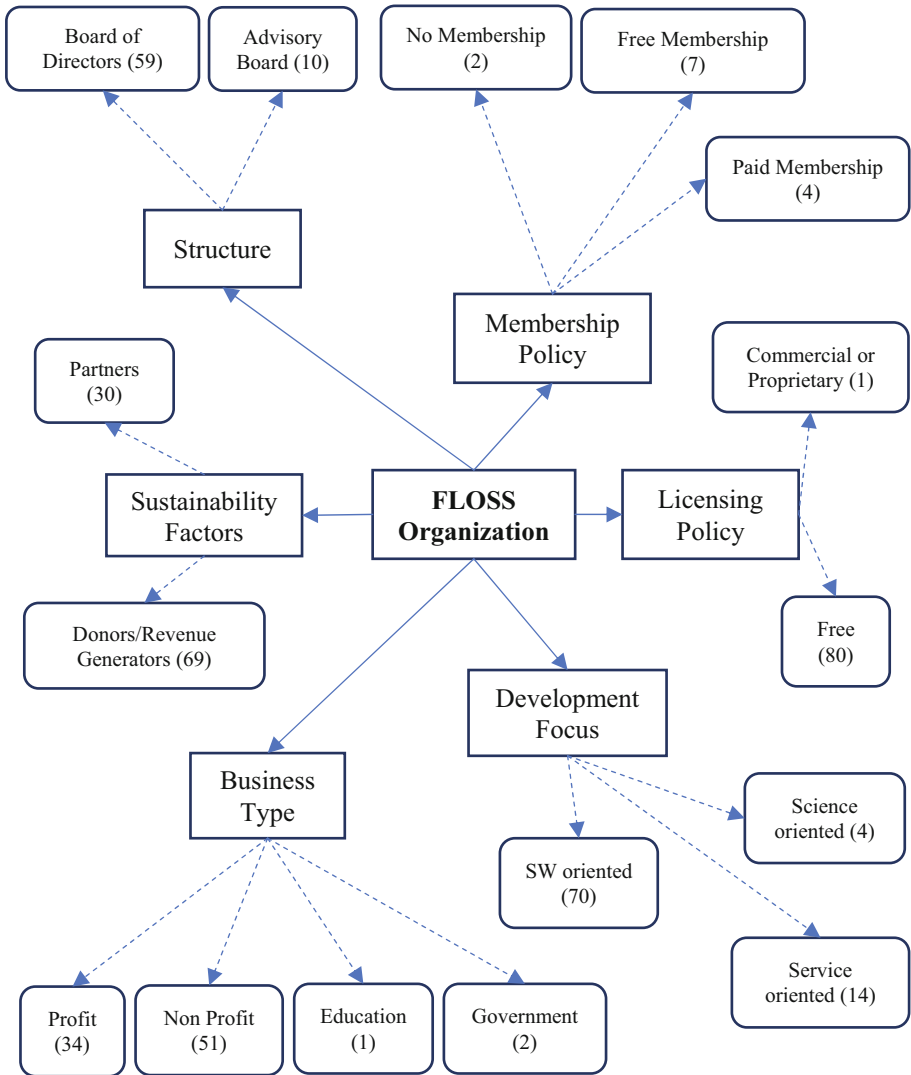 Board of
Directors (59)
Advisory
Board (10)
No Membership
(2)
Free Membership
(7)
Paid Membership
(4)
Structure
Membership
Policy
Commercial or
Proprietary (1)
Partners
(30)
Sustainability
Factors
FLOSS
Organization
Licensing
Policy
Donors/Revenue
Generators (69)
Free
(80)
Development
Focus
Business
Type
Science
oriented (4)
SW oriented
(70)
Service
oriented (14)
Profit
(34)
Non Profit
(51)
Education
(1)
Government
(2)